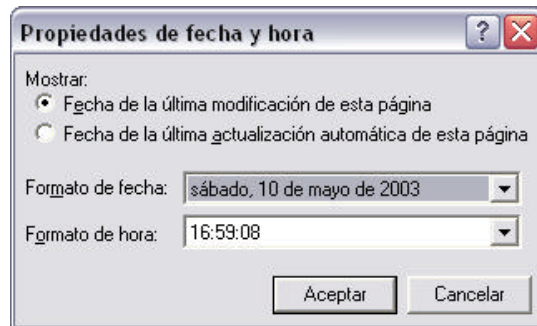 Propiedades de fecha y hora
Mostrar:
Fecha de la última modificación de esta página
Fecha de la última actualización automática de esta página
Formato de fecha: sábado, 10 de mayo de 2003
Formato de hora: 16:59:08
Aceptar Cancelar